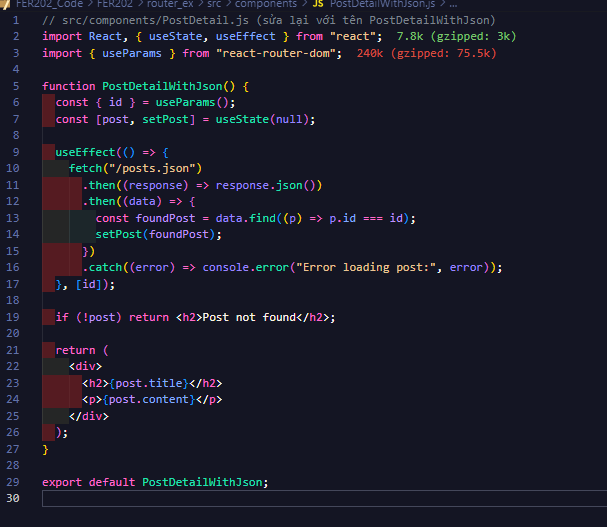 FER202_Code > FER202 > router_ex > src > components > JS PostDetailWithJson.js > ...
1 // src/components/PostDetail.js (sửa lại với tên PostDetailWithJson)
2 import React, { useState, useEffect } from "react"; 7.8k (gzipped: 3k)
3 import { useParams } from "react-router-dom"; 240k (gzipped: 75.5k)
4
5 function PostDetailWithJson() {
6 const { id } = useParams();
7 const [post, setPost] = useState(null);
8
9 useEffect(() => {
10 fetch("/posts.json")
11 .then((response) => response.json())
12 .then((data) => {
13 const foundPost = data.find((p) => p.id === id);
14 setPost(foundPost);
15 })
16 .catch((error) => console.error("Error loading post:", error));
17 }, [id]);
18
19 if (!post) return <h2>Post not found</h2>;
20
21 return (
22 <div>
23 <h2>{post.title}</h2>
24 <p>{post.content}</p>
25 </div>
26 );
27 }
28
29 export default PostDetailWithJson;
30